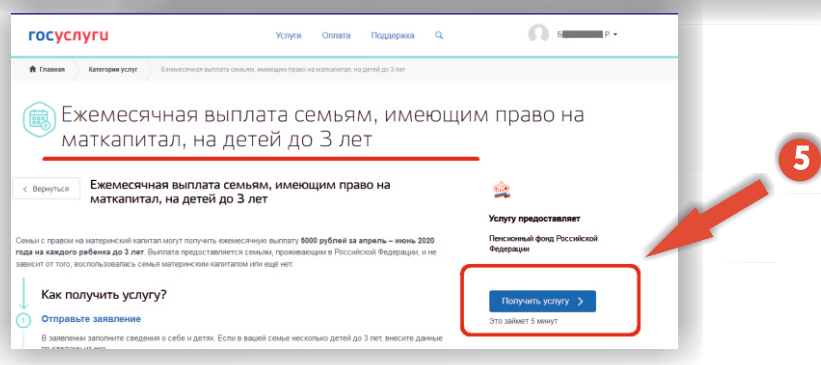 госуслуги
Услуги Оплата Поддержка
Главная Категории услуг Ежемесячная выплата семьям, имеющим право на маткапитал, на детей до 3 лет
Ежемесячная выплата семьям, имеющим право на
маткапитал, на детей до 3 лет
Вернуться
Ежемесячная выплата семьям, имеющим право на
маткапитал, на детей до 3 лет
Семьи с правом на материнский капитал могут получить ежемесячную выплату 5000 рублей за апрель – июнь 2020
года на каждого ребенка до 3 лет. Выплата предоставляется семьям, проживающим в Российской Федерации, и не
зависит от того, воспользовалась семья материнским капиталом или ещё нет.
Как получить услугу?
1 Отправьте заявление
В заявлении заполните сведения о себе и детях. Если в вашей семье несколько детей до 3 лет, внесите данные
Услугу предоставляет
Пенсионный фонд Российской
Федерации
Получить услугу
Это займет 5 минут
5